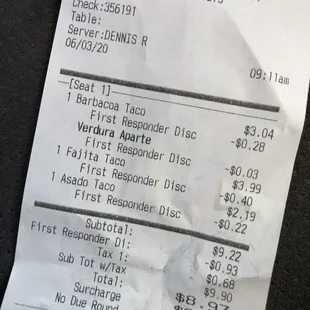 Check:356191
Table:
Server:DENNIS R
06/03/20 09:11am
[Seat 1]
1 Barbacoa Taco $3.04
First Responder Disc -$0.28
Verdura Aparte
First Responder Disc -$0.03
1 Fajita Taco $3.99
First Responder Disc -$0.40
1 Asado Taco $2.19
First Responder Disc -$0.22
Subtotal: $9.22
First Responder Di: -$0.93
Tax 1: $0.68
Sub Tot w/Tax $9.90
Total: $8.97
Surcharge
No Due Round